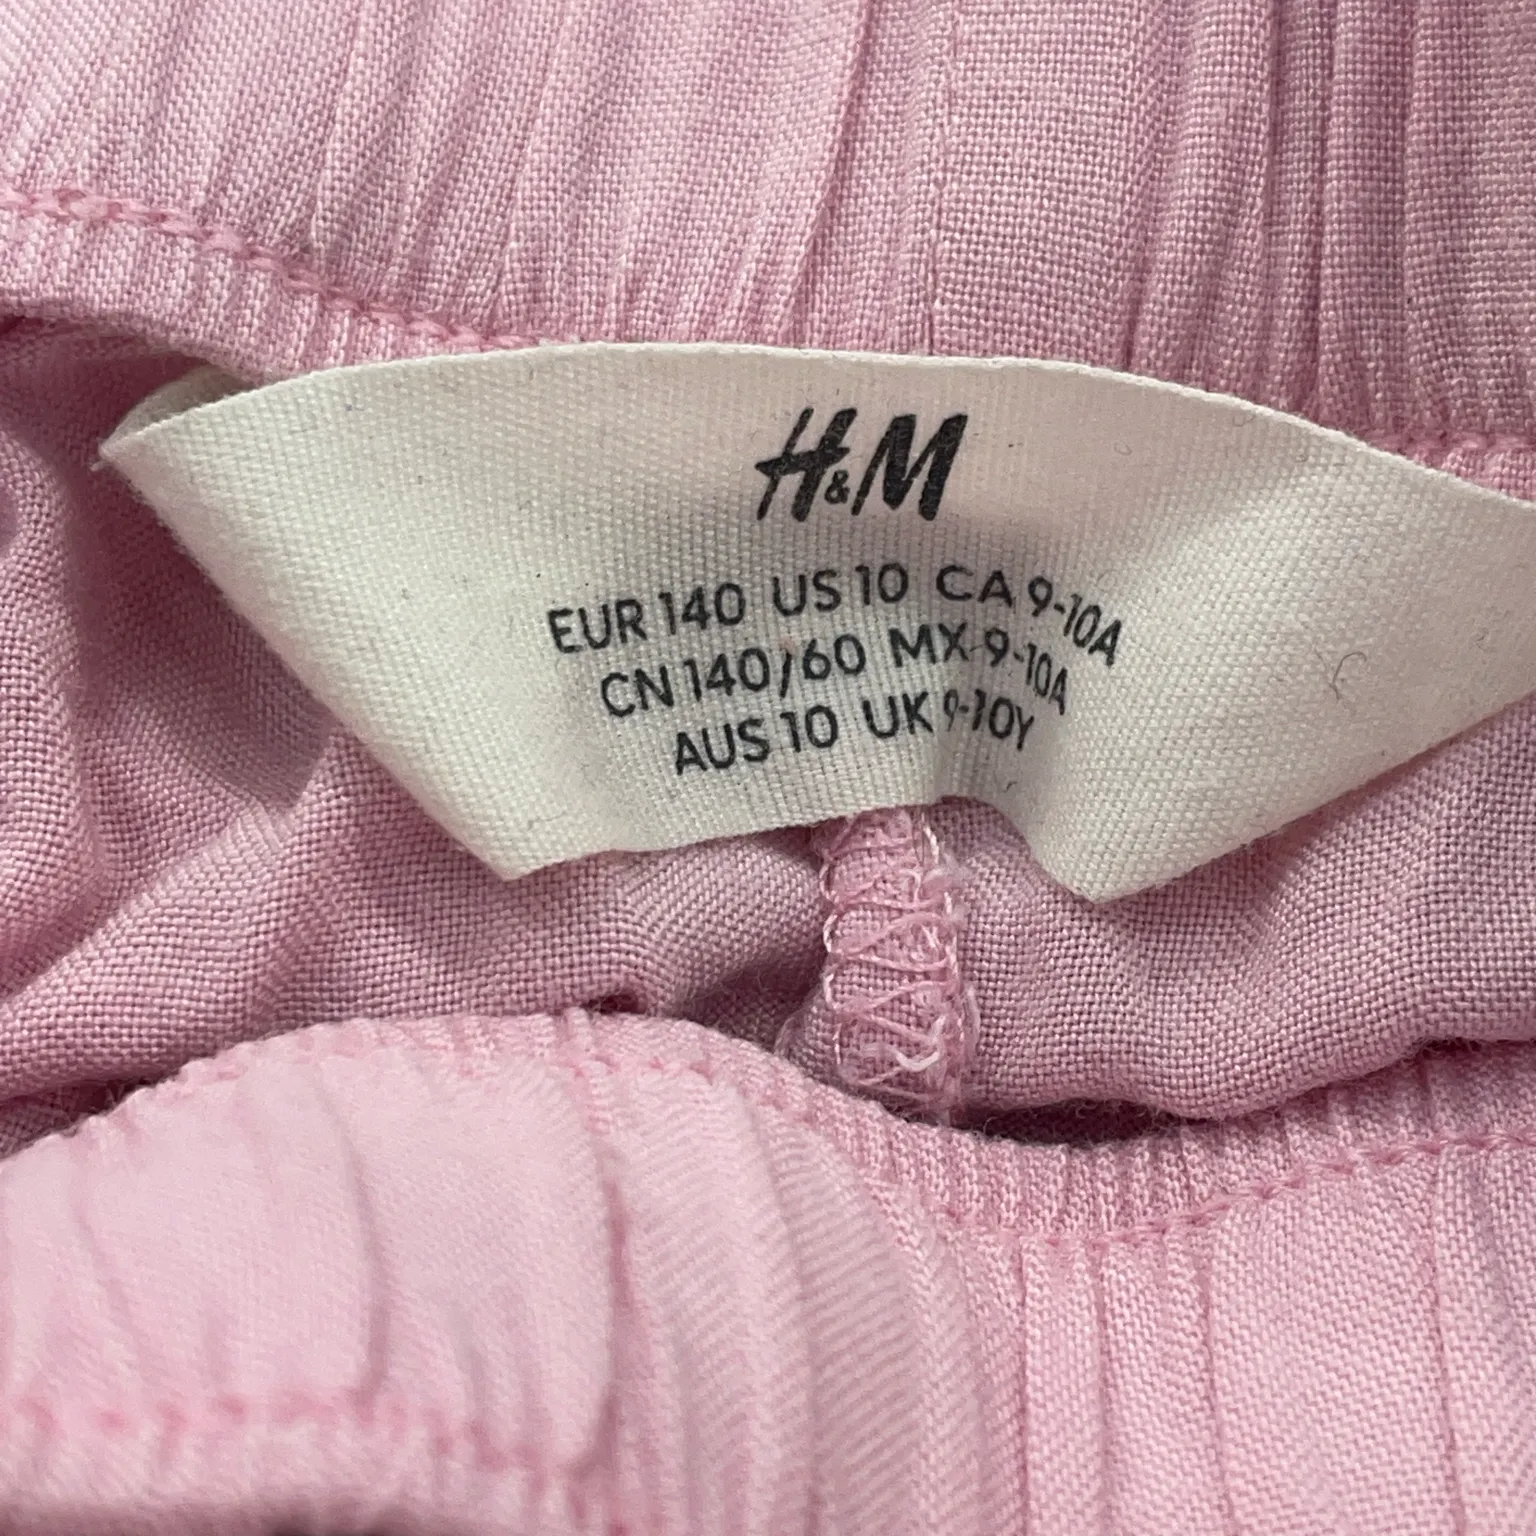 H&M
EUR 140 US 10 CA 9-10A
CN 140/60 MX 9-10A
AUS 10 UK 9-10Y